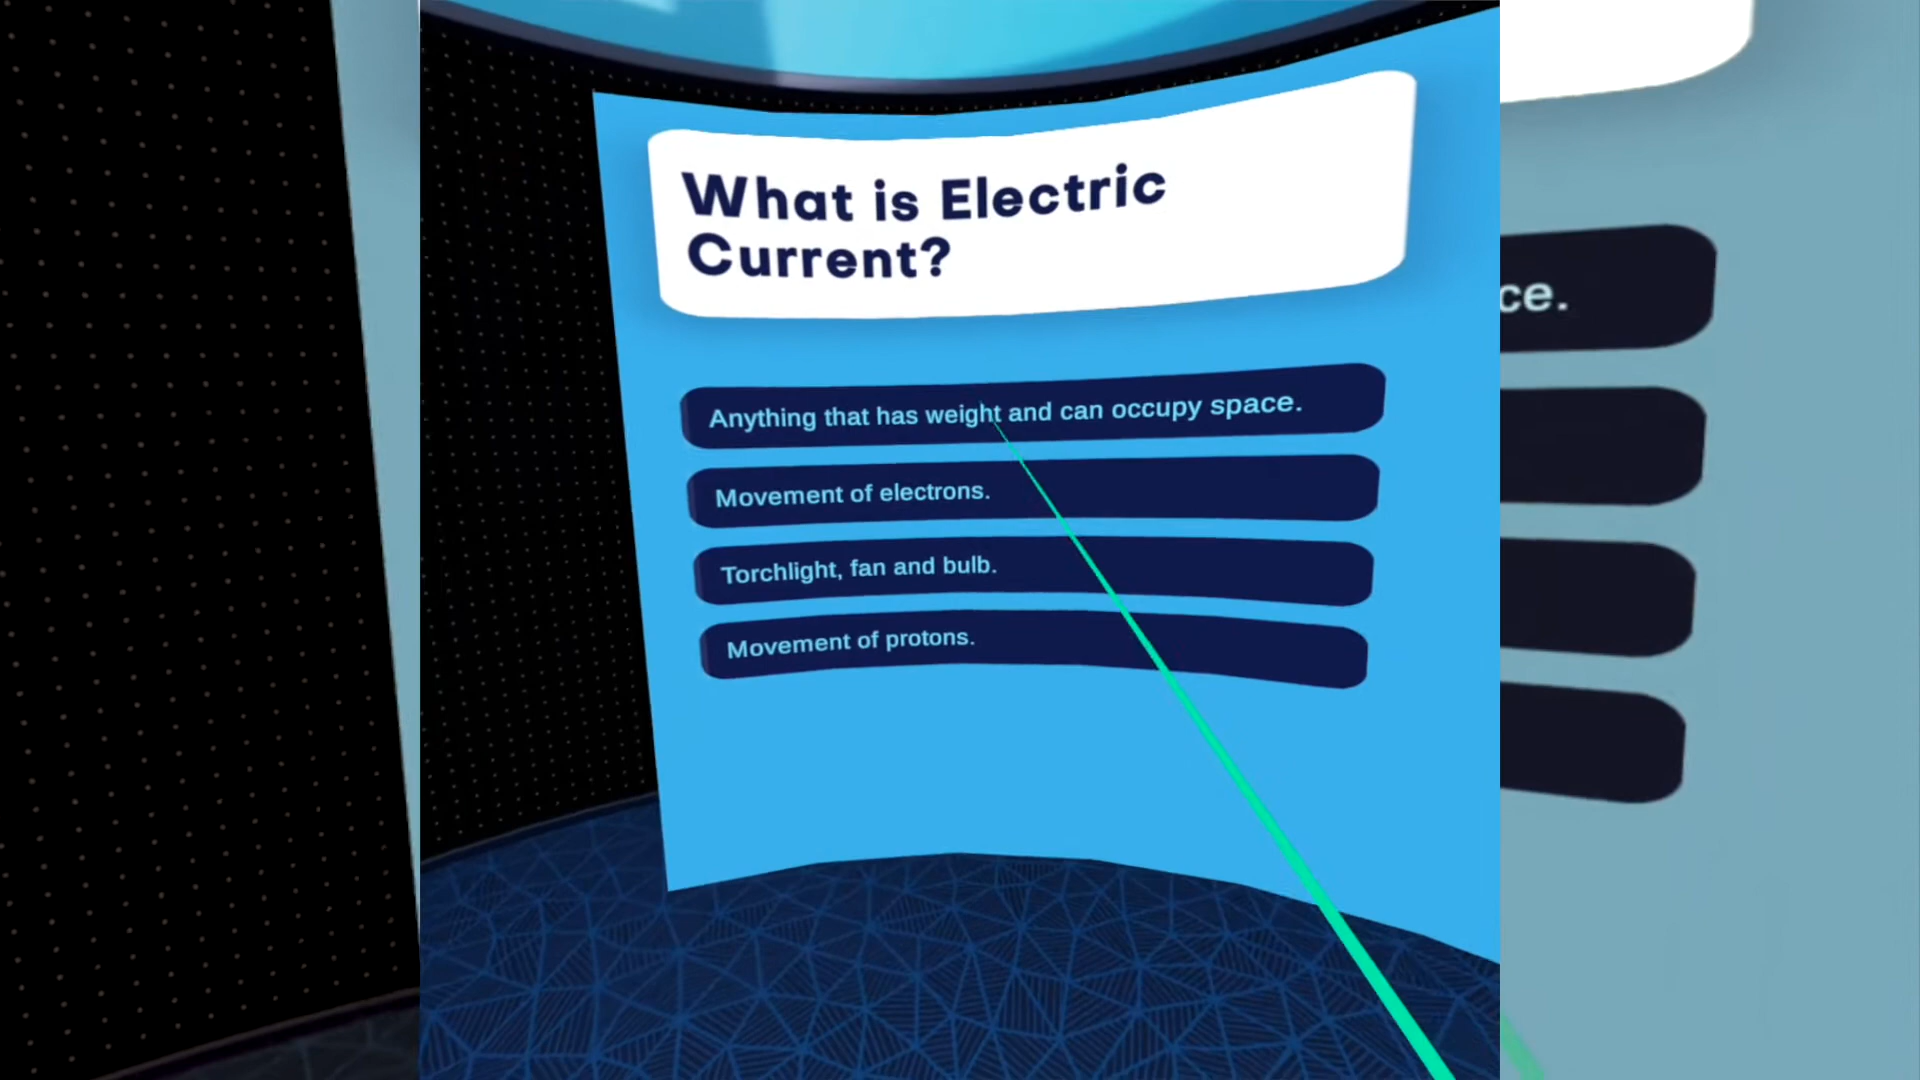 What is Electric
Current?
Anything that has weight and can occupy space.
Movement of electrons.
Torchlight, fan and bulb.
Movement of protons.
ce.